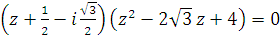 (z + 1/2 − i √3/2)(z² − 2√3 z + 4) = 0